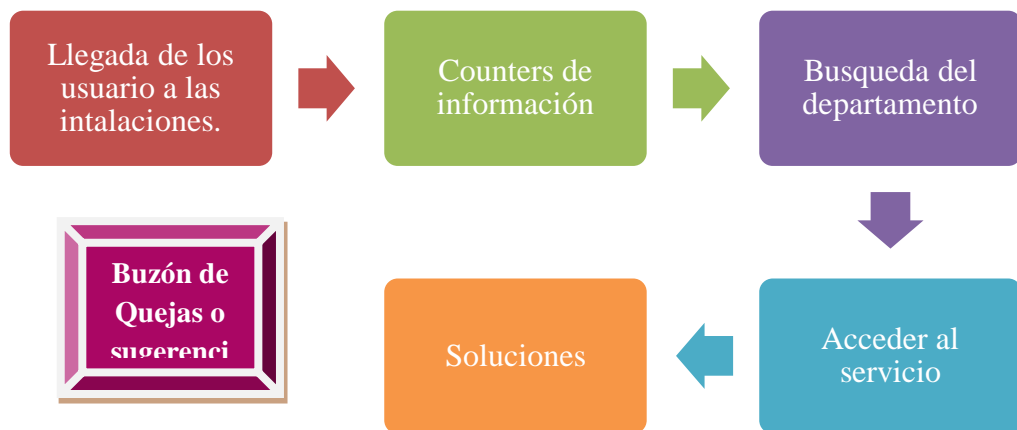 Llegada de los
usuario a las
intalaciones.
Counters de
información
Busqueda del
departamento
Acceder al
servicio
Soluciones
Buzón de
Quejas o
sugerenci